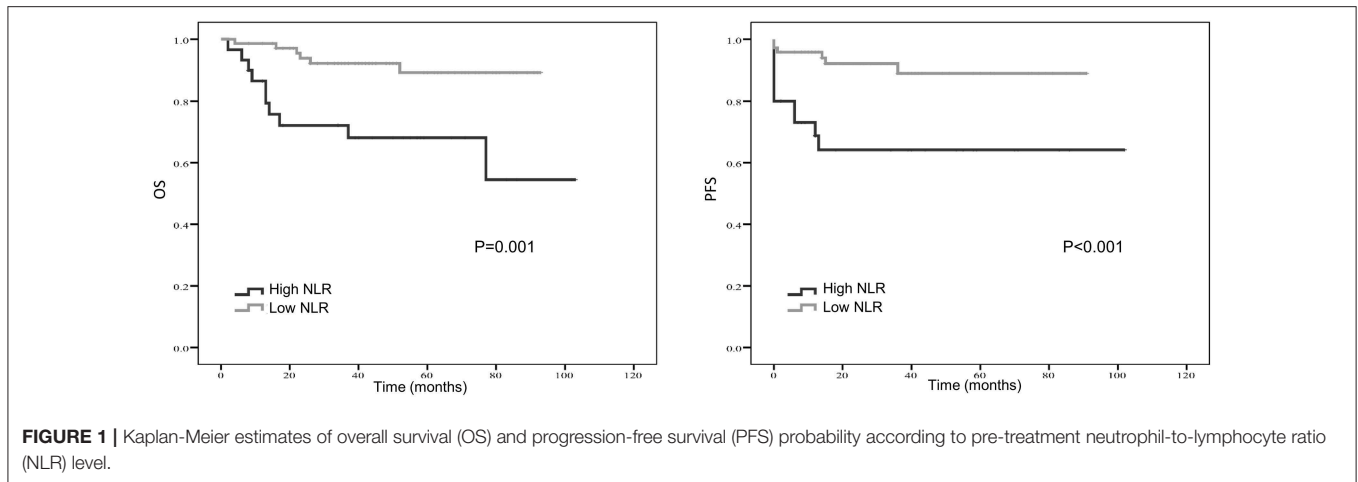 1.0
0.8
0.6
0.4
0.2
0.0
OS
P=0.001
High NLR
Low NLR
0 20 40 60 80 100 120
Time (months)
1.0
0.8
0.6
0.4
0.2
0.0
PFS
P<0.001
High NLR
Low NLR
0 20 40 60 80 100 120
Time (months)
FIGURE 1 | Kaplan-Meier estimates of overall survival (OS) and progression-free survival (PFS) probability according to pre-treatment neutrophil-to-lymphocyte ratio
(NLR) level.